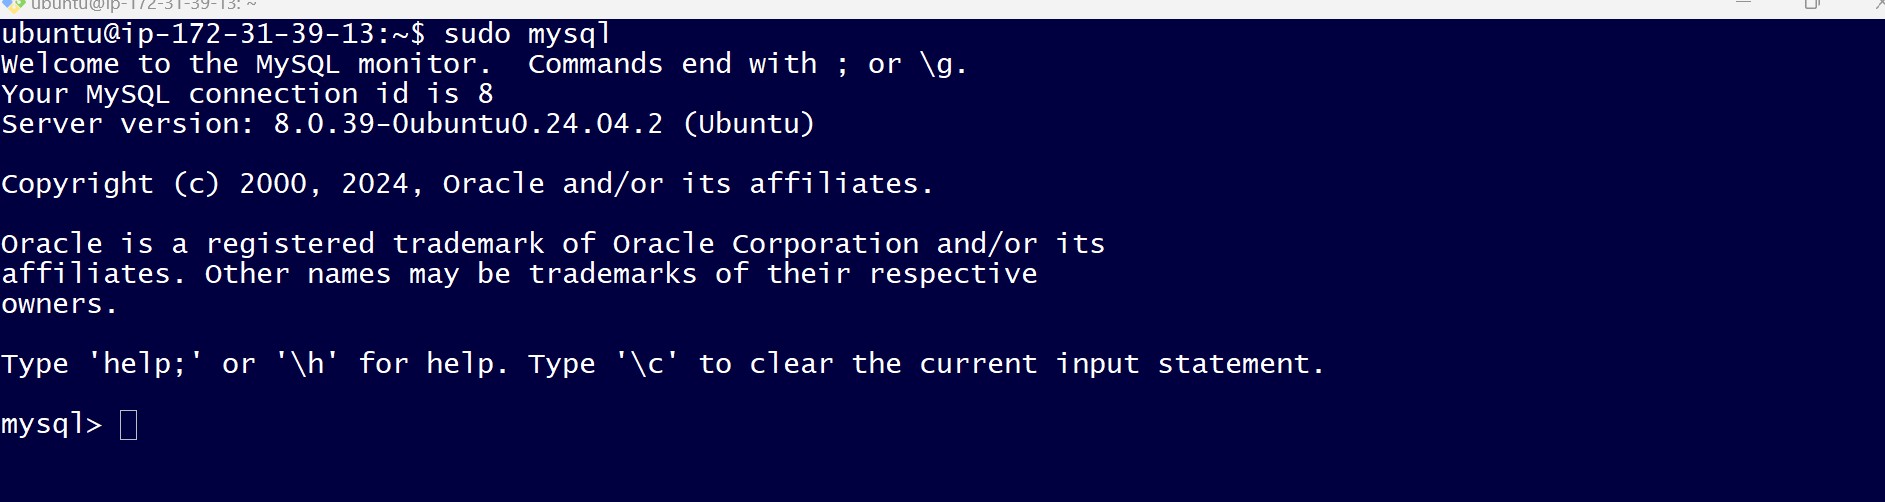 ubuntu@ip-172-31-39-13: ~
ubuntu@ip-172-31-39-13:~$ sudo mysql
Welcome to the MySQL monitor.  Commands end with ; or \g.
Your MySQL connection id is 8
Server version: 8.0.39-0ubuntu0.24.04.2 (Ubuntu)

Copyright (c) 2000, 2024, Oracle and/or its affiliates.

Oracle is a registered trademark of Oracle Corporation and/or its
affiliates. Other names may be trademarks of their respective
owners.

Type 'help;' or '\h' for help. Type '\c' to clear the current input statement.

mysql>